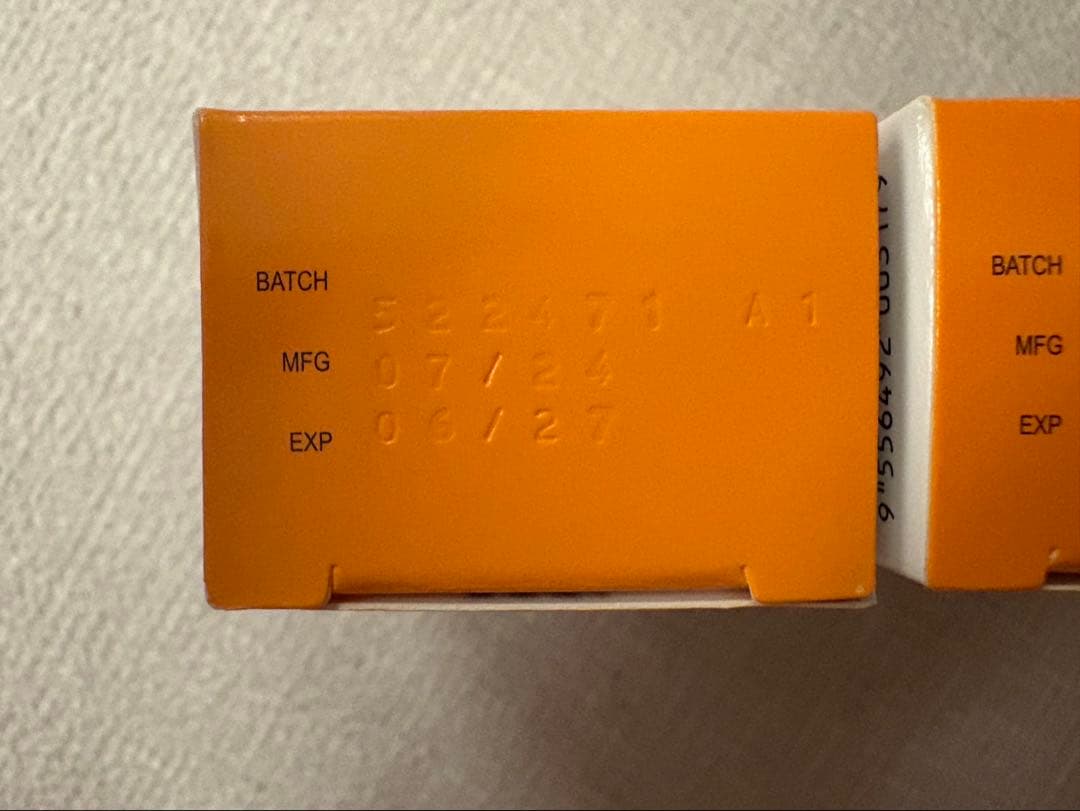 BATCH 522471 A1
MFG 07/24
EXP 06/27
BATCH
MFG
EXP